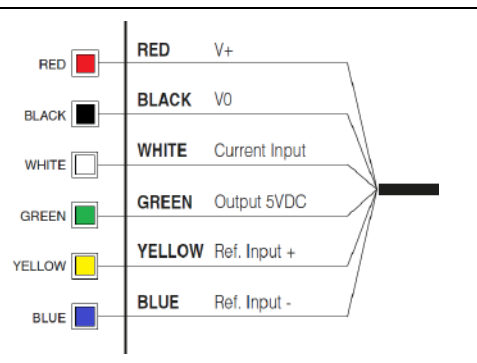 RED RED V+
BLACK BLACK V0
WHITE WHITE Current Input
GREEN GREEN Output 5VDC
YELLOW YELLOW Ref. Input +
BLUE BLUE Ref. Input -